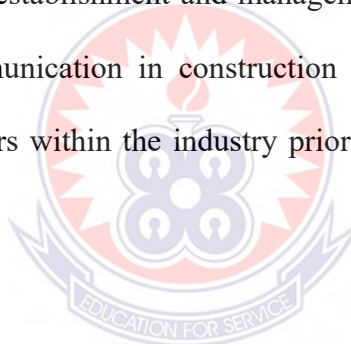 establishment and managem
munication in construction
rs within the industry prior
EDUCATION FOR SERVICE